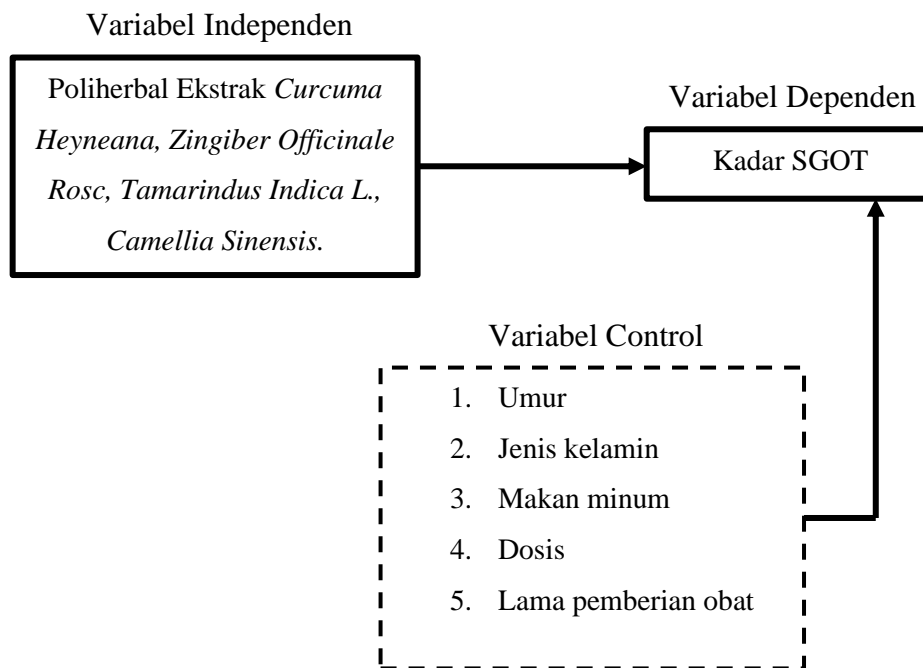 Variabel Independen
Poliherbal Ekstrak Curcuma
Heyneana, Zingiber Officinale
Rosc, Tamarindus Indica L.,
Camellia Sinensis.
Variabel Dependen
Kadar SGOT
Variabel Control
1. Umur
2. Jenis kelamin
3. Makan minum
4. Dosis
5. Lama pemberian obat